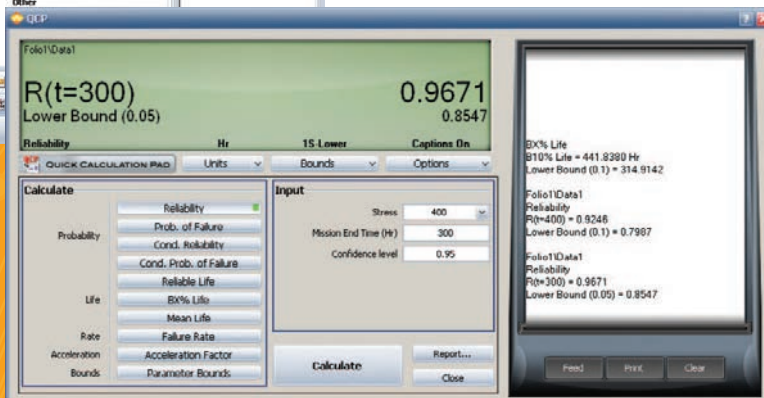 Other
QCP
Folio1\Data1
R(t=300) 0.9671
Lower Bound (0.05) 0.8547
Reliability Hr 1S-Lower Captions On
QUICK CALCULATION PAD Units Bounds Options
Calculate
Probability
Reliability
Prob. of Failure
Cond. Reliability
Cond. Prob. of Failure
Life
Reliable Life
BX% Life
Mean Life
Rate Failure Rate
Acceleration Acceleration Factor
Bounds Parameter Bounds
Input
Stress 400
Mission End Time (Hr) 300
Confidence level 0.95
Calculate
Report...
Close
BX% Life
B10% Life = 441.8380 Hr
Lower Bound (0.1) = 314.9142
Folio1\Data1
Reliability
R(t=400) = 0.9246
Lower Bound (0.1) = 0.7987
Folio1\Data1
Reliability
R(t=300) = 0.9671
Lower Bound (0.05) = 0.8547
Feed Print Clear